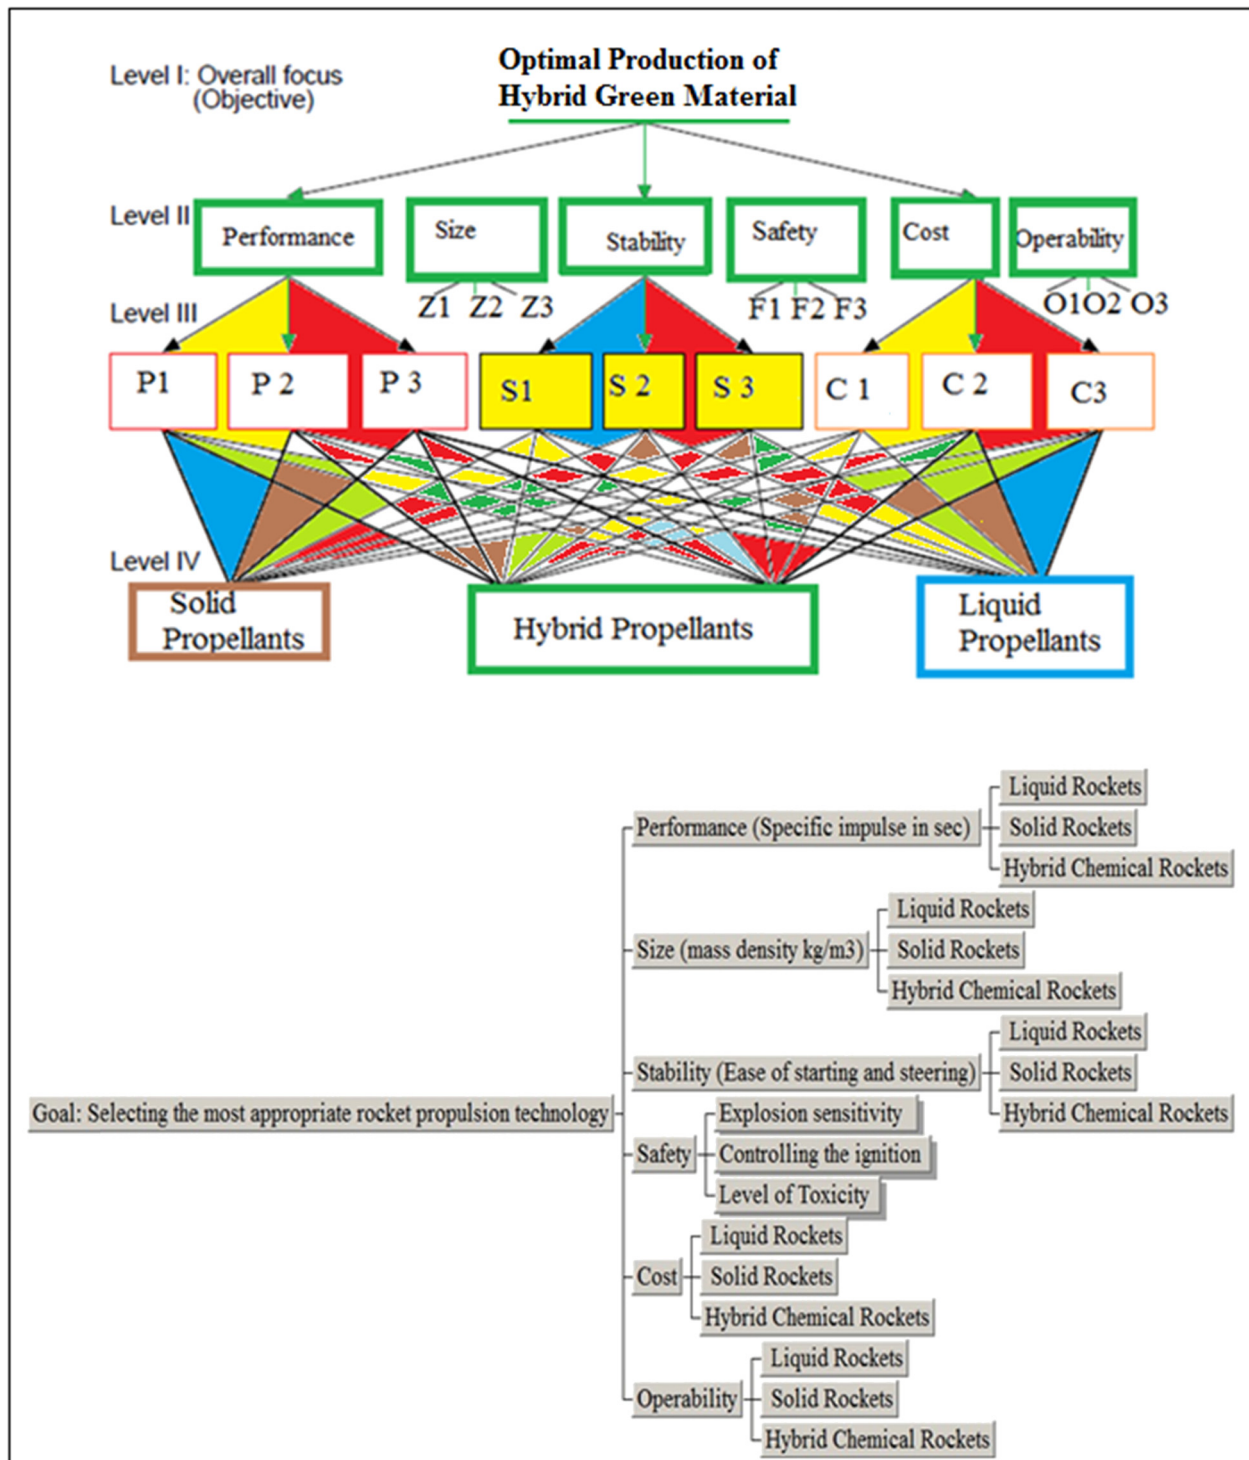 Optimal Production of
Hybrid Green Material
Level I: Overall focus
(Objective)
Level II
Performance
Size
Stability
Safety
Cost
Operability
Level III
Z1 Z2 Z3
F1 F2 F3
O1O2 O3
P1
P 2
P 3
S1
S 2
S 3
C 1
C 2
C3
Level IV
Solid
Propellants
Hybrid Propellants
Liquid
Propellants
Goal: Selecting the most appropriate rocket propulsion technology
Performance (Specific impulse in sec)
Liquid Rockets
Solid Rockets
Hybrid Chemical Rockets
Size (mass density kg/m3)
Liquid Rockets
Solid Rockets
Hybrid Chemical Rockets
Stability (Ease of starting and steering)
Liquid Rockets
Solid Rockets
Hybrid Chemical Rockets
Safety
Explosion sensitivity
Controlling the ignition
Level of Toxicity
Cost
Liquid Rockets
Solid Rockets
Hybrid Chemical Rockets
Operability
Liquid Rockets
Solid Rockets
Hybrid Chemical Rockets